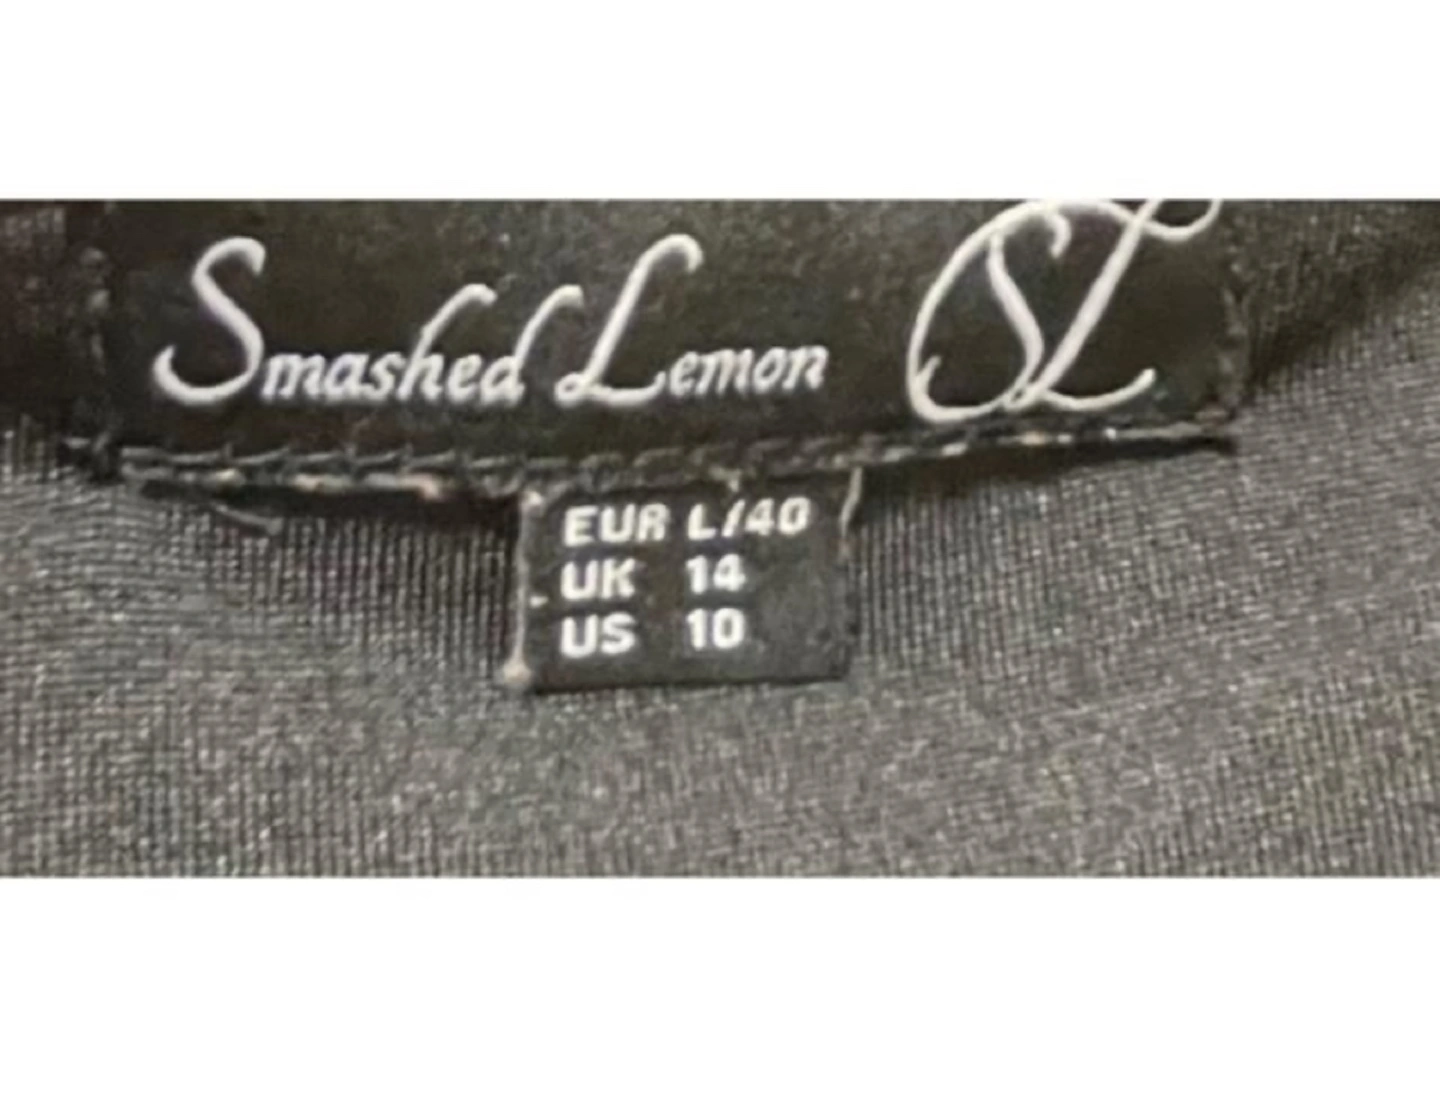 Smashed Lemon SL
EUR L/40
UK 14
US 10